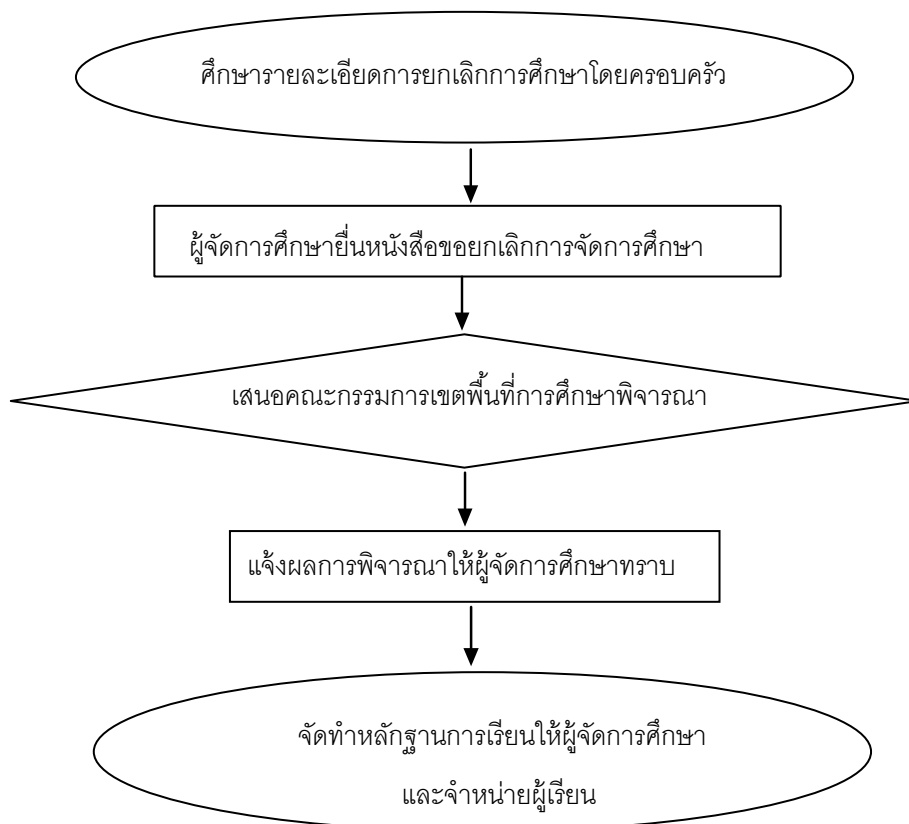 ศึกษารายละเอียดการยกเลิกการศึกษาโดยครอบครัว
ผู้จัดการศึกษายื่นหนังสือขอยกเลิกการจัดการศึกษา
เสนอคณะกรรมการเขตพื้นที่การศึกษาพิจารณา
แจ้งผลการพิจารณาให้ผู้จัดการศึกษาทราบ
จัดทำหลักฐานการเรียนให้ผู้จัดการศึกษา
และจำหน่ายผู้เรียน